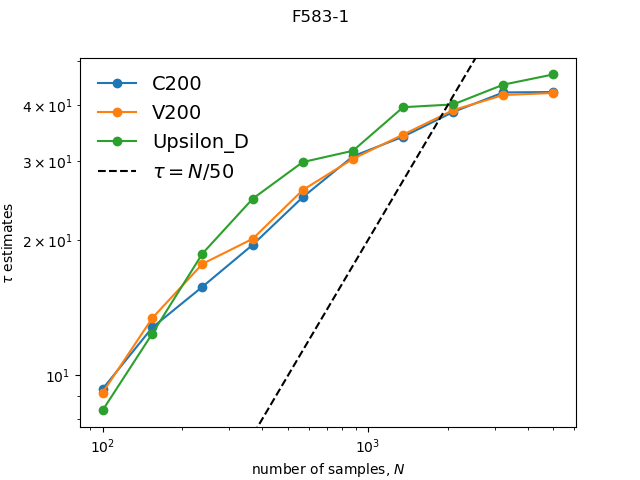 F583-1
C200
V200
Upsilon_D
τ = N/50
4 × 10¹
3 × 10¹
2 × 10¹
10¹
τ estimates
10²
10³
number of samples, N